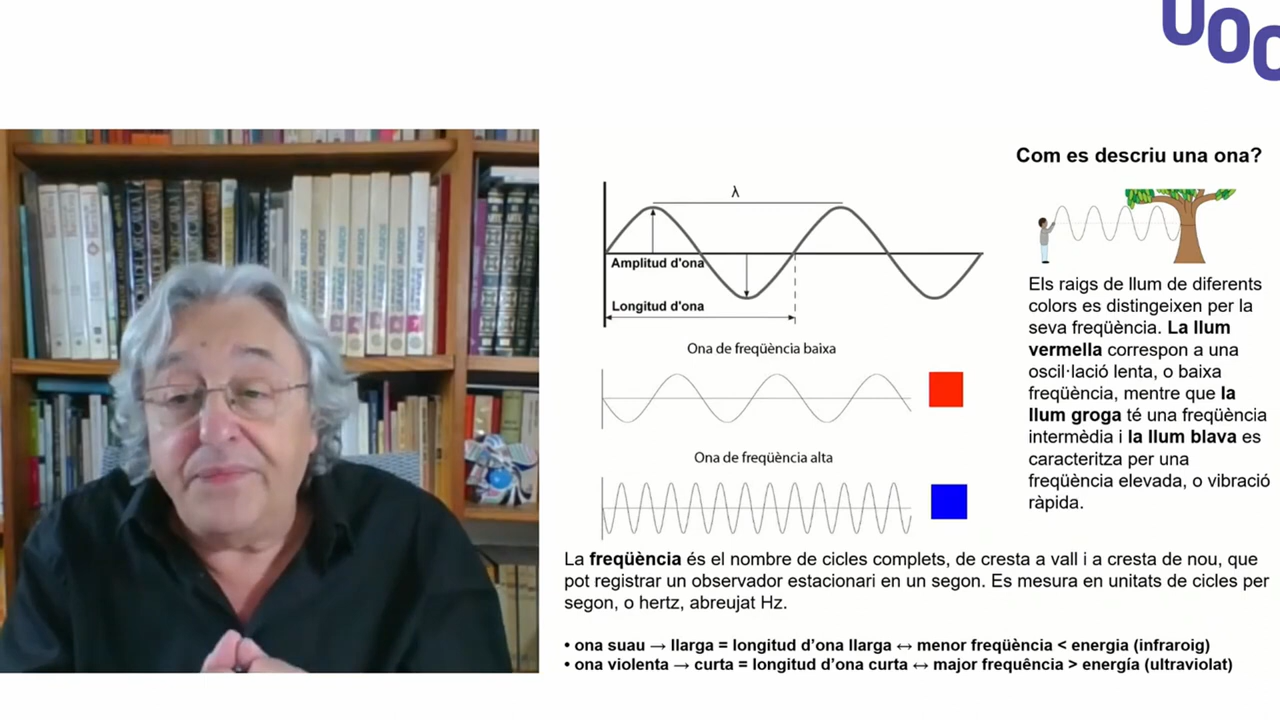 UOC
Com es descriu una ona?
λ
Amplitud d'ona
Longitud d'ona
Ona de freqüència baixa
Ona de freqüència alta
Els raigs de llum de diferents
colors es distingeixen per la
seva freqüència. La llum
vermella correspon a una
oscil·lació lenta, o baixa
freqüència, mentre que la
llum groga té una freqüència
intermèdia i la llum blava es
caracteritza per una
freqüència elevada, o vibració
ràpida.
La freqüència és el nombre de cicles complets, de cresta a vall i a cresta de nou, que
pot registrar un observador estacionari en un segon. Es mesura en unitats de cicles per
segon, o hertz, abreujat Hz.
• ona suau → llarga = longitud d’ona llarga ↔ menor freqüència < energia (infraroig)
• ona violenta → curta = longitud d’ona curta ↔ major frequência > energía (ultraviolat)